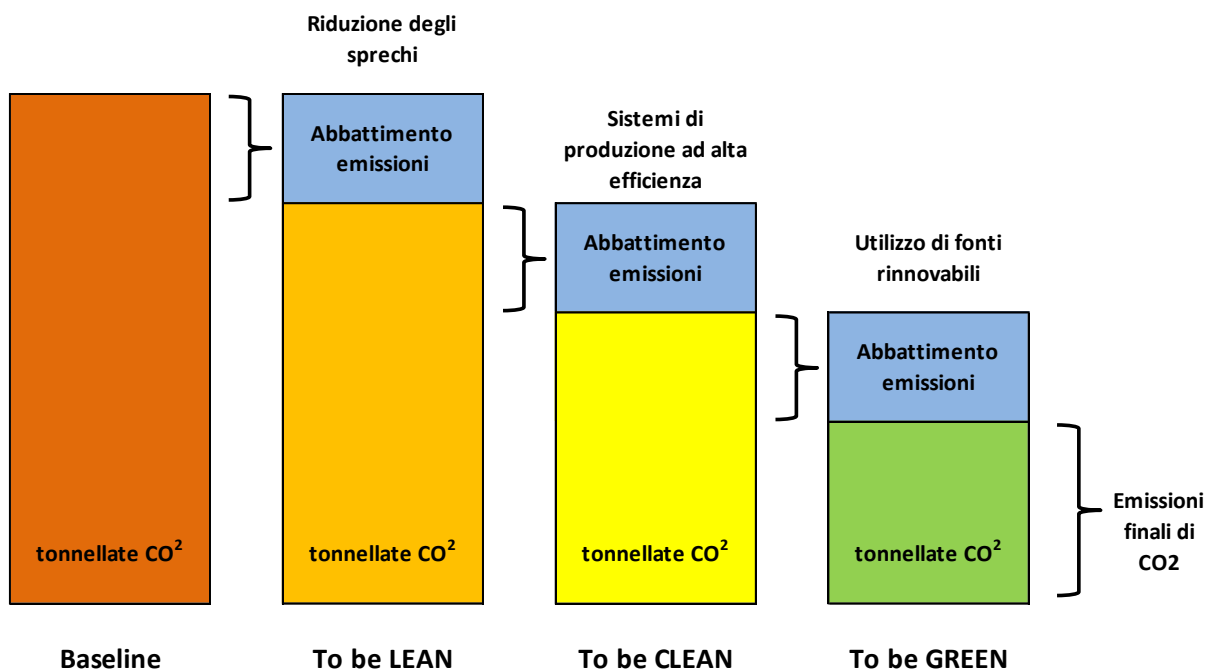 Riduzione degli
sprechi
Abbattimento
emissioni
Sistemi di
produzione ad alta
efficienza
Abbattimento
emissioni
Utilizzo di fonti
rinnovabili
Abbattimento
emissioni
tonnellate CO²
tonnellate CO²
tonnellate CO²
tonnellate CO²
Emissioni
finali di
CO2
Baseline
To be LEAN
To be CLEAN
To be GREEN